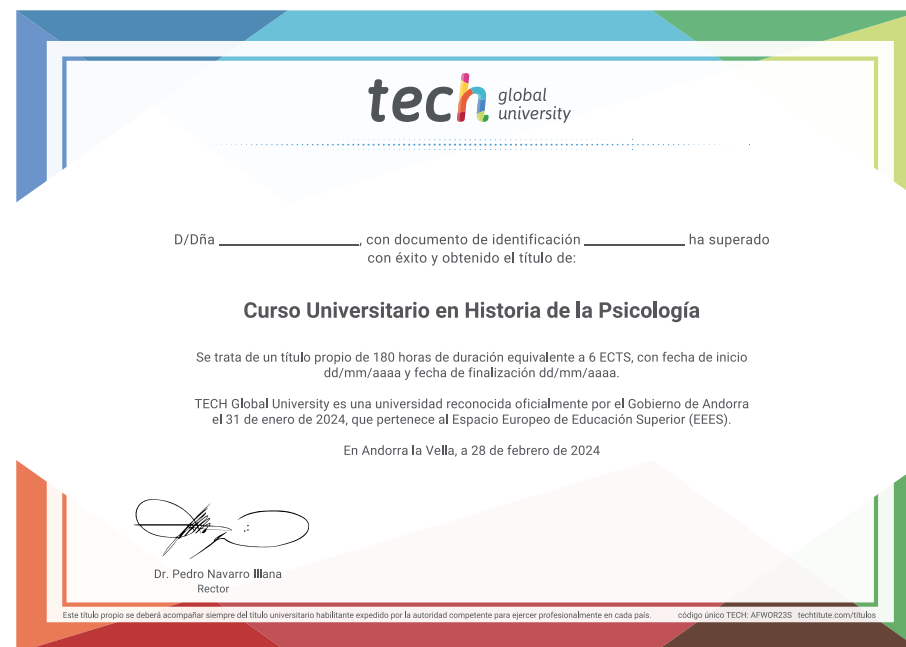 tech global university
D/Dña ______________, con documento de identificación __________ ha superado
con éxito y obtenido el título de:
Curso Universitario en Historia de la Psicología
Se trata de un título propio de 180 horas de duración equivalente a 6 ECTS, con fecha de inicio
dd/mm/aaaa y fecha de finalización dd/mm/aaaa.
TECH Global University es una universidad reconocida oficialmente por el Gobierno de Andorra
el 31 de enero de 2024, que pertenece al Espacio Europeo de Educación Superior (EEES).
En Andorra la Vella, a 28 de febrero de 2024
Dr. Pedro Navarro Illana
Rector
Este título propio se deberá acompañar siempre del título universitario habilitante expedido por la autoridad competente para ejercer profesionalmente en cada país. código único TECH: AFWOR23S techtitute.com/titulos